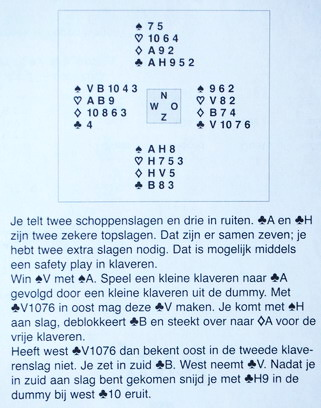 ♠ 7 5
♡ 10 6 4
♢ A 9 2
♣ A H 9 5 2
♠ V B 10 4 3
♡ A B 9
♢ 10 8 6 3
♣ 4
N
W O
Z
♠ 9 6 2
♡ V 8 2
♢ B 7 4
♣ V 10 7 6
♠ A H 8
♡ H 7 5 3
♢ H V 5
♣ B 8 3
Je telt twee schoppenslagen en drie in ruiten. ♣A en ♣H
zijn twee zekere topslagen. Dat zijn er samen zeven; je
hebt twee extra slagen nodig. Dat is mogelijk middels
een safety play in klaveren.
Win ♠V met ♠A. Speel een kleine klaveren naar ♣A
gevolgd door een kleine klaveren uit de dummy. Met
♣V1076 in oost mag deze ♣V maken. Je komt met ♠H
aan slag, deblokkeert ♣B en steekt over naar ♢A voor de
vrije klaveren.
Heeft west ♣V1076 dan bekent oost in de tweede klave-
renslag niet. Je zet in zuid ♣B. West neemt ♣V. Nadat je
in zuid aan slag bent gekomen snijd je met ♣H9 in de
dummy bij west ♣10 eruit.